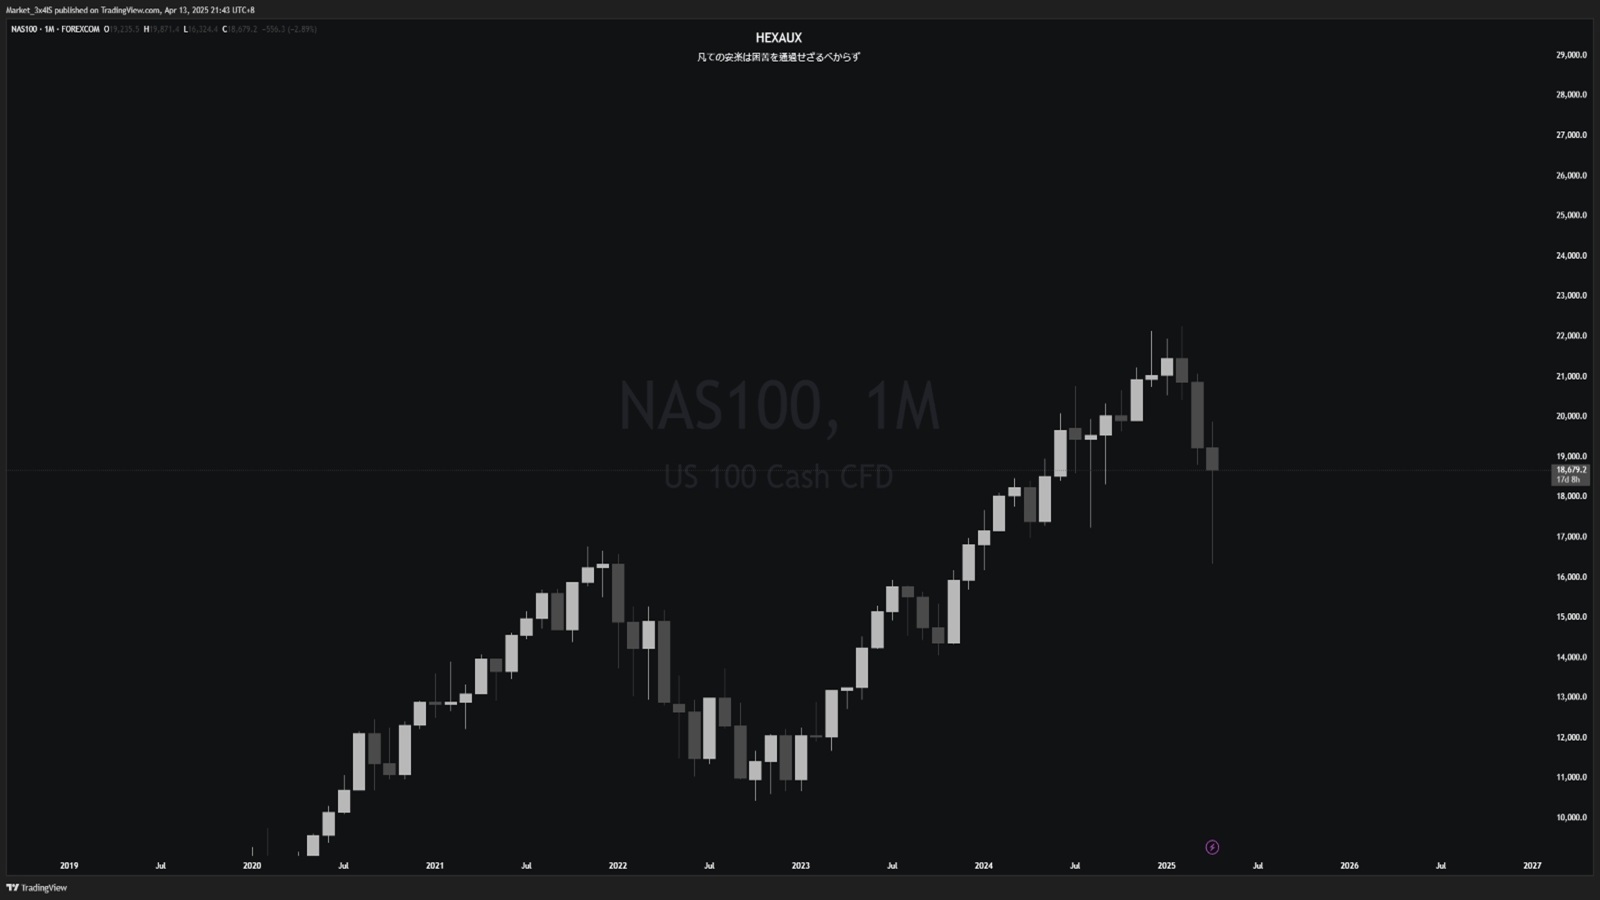 Market_3x4IS published on TradingView.com, Apr 13, 2025 21:43 UTC+8
NAS100 · 1M · FOREXCOM O19,235.5 H19,871.4 L16,324.4 C18,679.2 −556.3 (−2.89%)
HEXAUX
凡ての安楽は困苦を通過せざるべからず
29,000.0
28,000.0
27,000.0
26,000.0
25,000.0
24,000.0
23,000.0
22,000.0
21,000.0
20,000.0
19,000.0
18,679.2
17d 8h
18,000.0
17,000.0
16,000.0
15,000.0
14,000.0
13,000.0
12,000.0
11,000.0
10,000.0
NAS100, 1M
US 100 Cash CFD
2019 Jul 2020 Jul 2021 Jul 2022 Jul 2023 Jul 2024 Jul 2025 Jul 2026 Jul 2027
TradingView